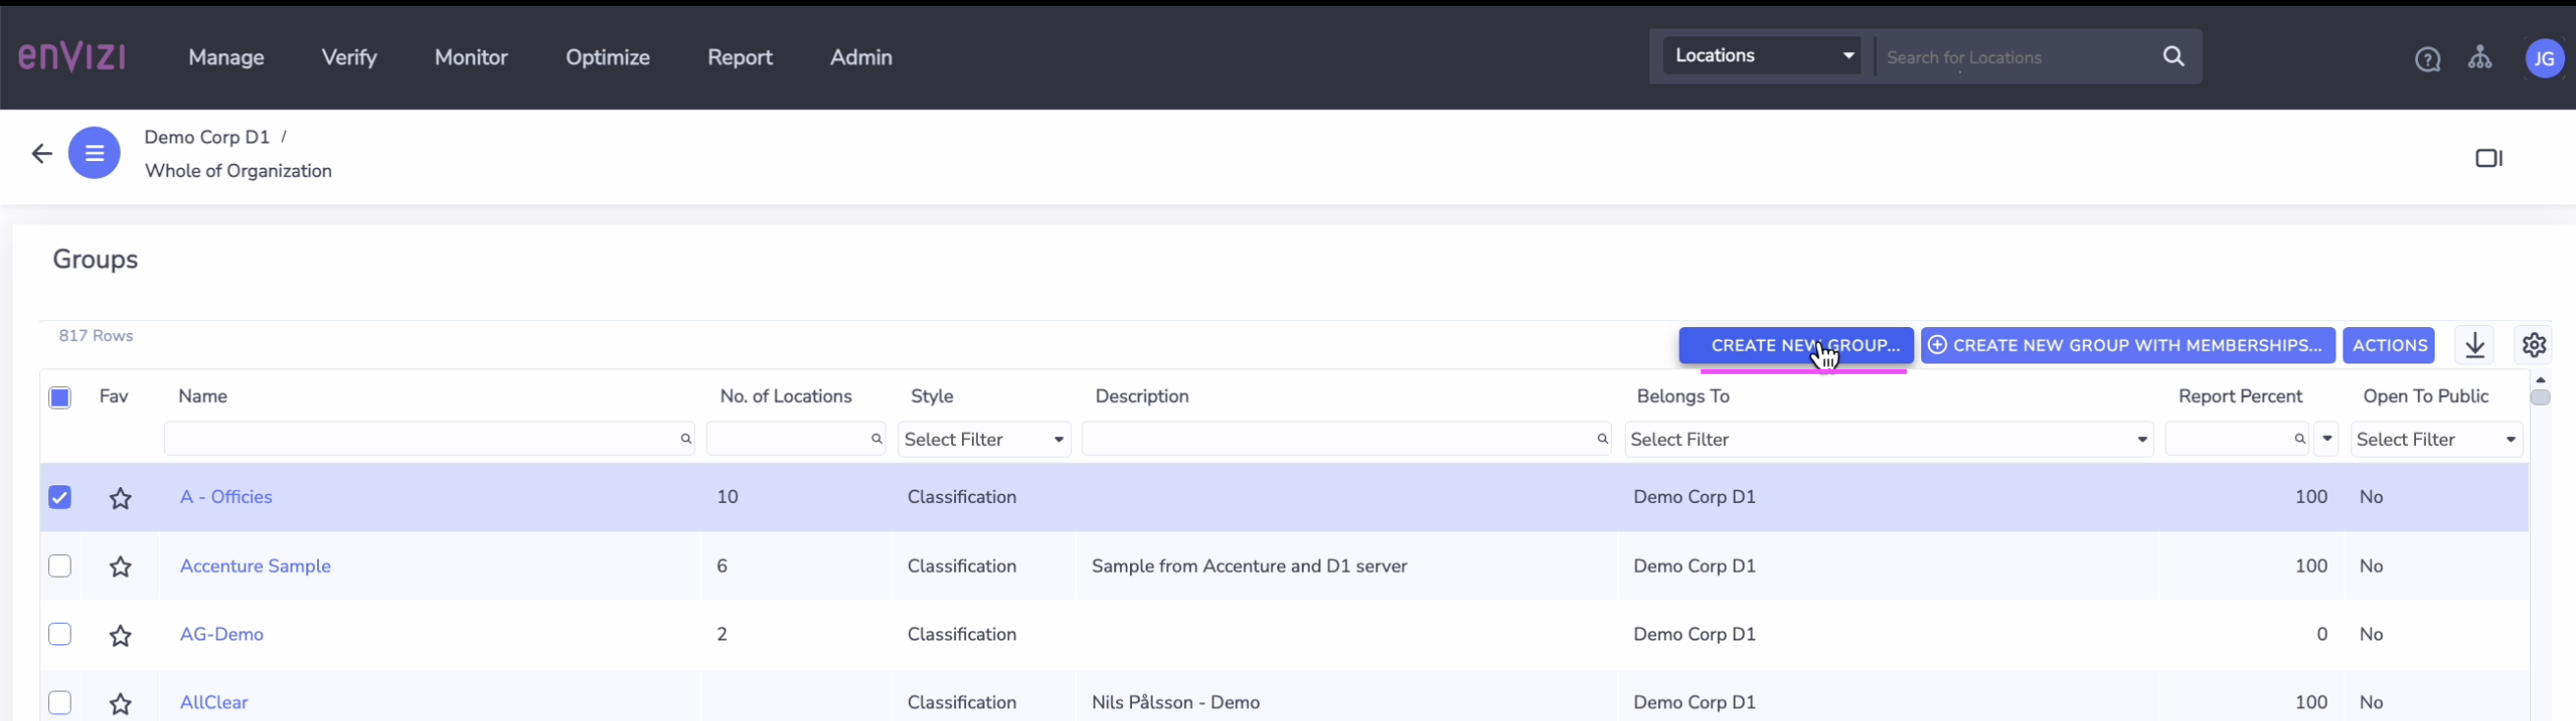 enVIZI Manage Verify Monitor Optimize Report Admin Locations Search for Locations JG
Demo Corp D1 /
Whole of Organization
Groups
817 Rows CREATE NEW GROUP... CREATE NEW GROUP WITH MEMBERSHIPS... ACTIONS
Fav Name No. of Locations Style Description Belongs To Report Percent Open To Public
Select Filter Select Filter Select Filter
A - Officies 10 Classification Demo Corp D1 100 No
Accenture Sample 6 Classification Sample from Accenture and D1 server Demo Corp D1 100 No
AG-Demo 2 Classification Demo Corp D1 0 No
AllClear Classification Nils Pålsson - Demo Demo Corp D1 100 No